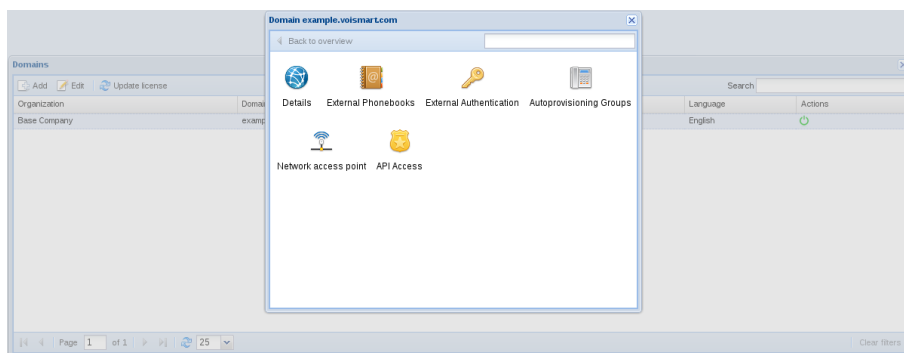 Domain example.voismart.com
Back to overview
Domains
Add Edit Update license
Search
Organization Domai Language Actions
Base Company examp English
Details External Phonebooks External Authentication Autoprovisioning Groups
Network access point API Access
Page 1 of 1 25 Clear filters